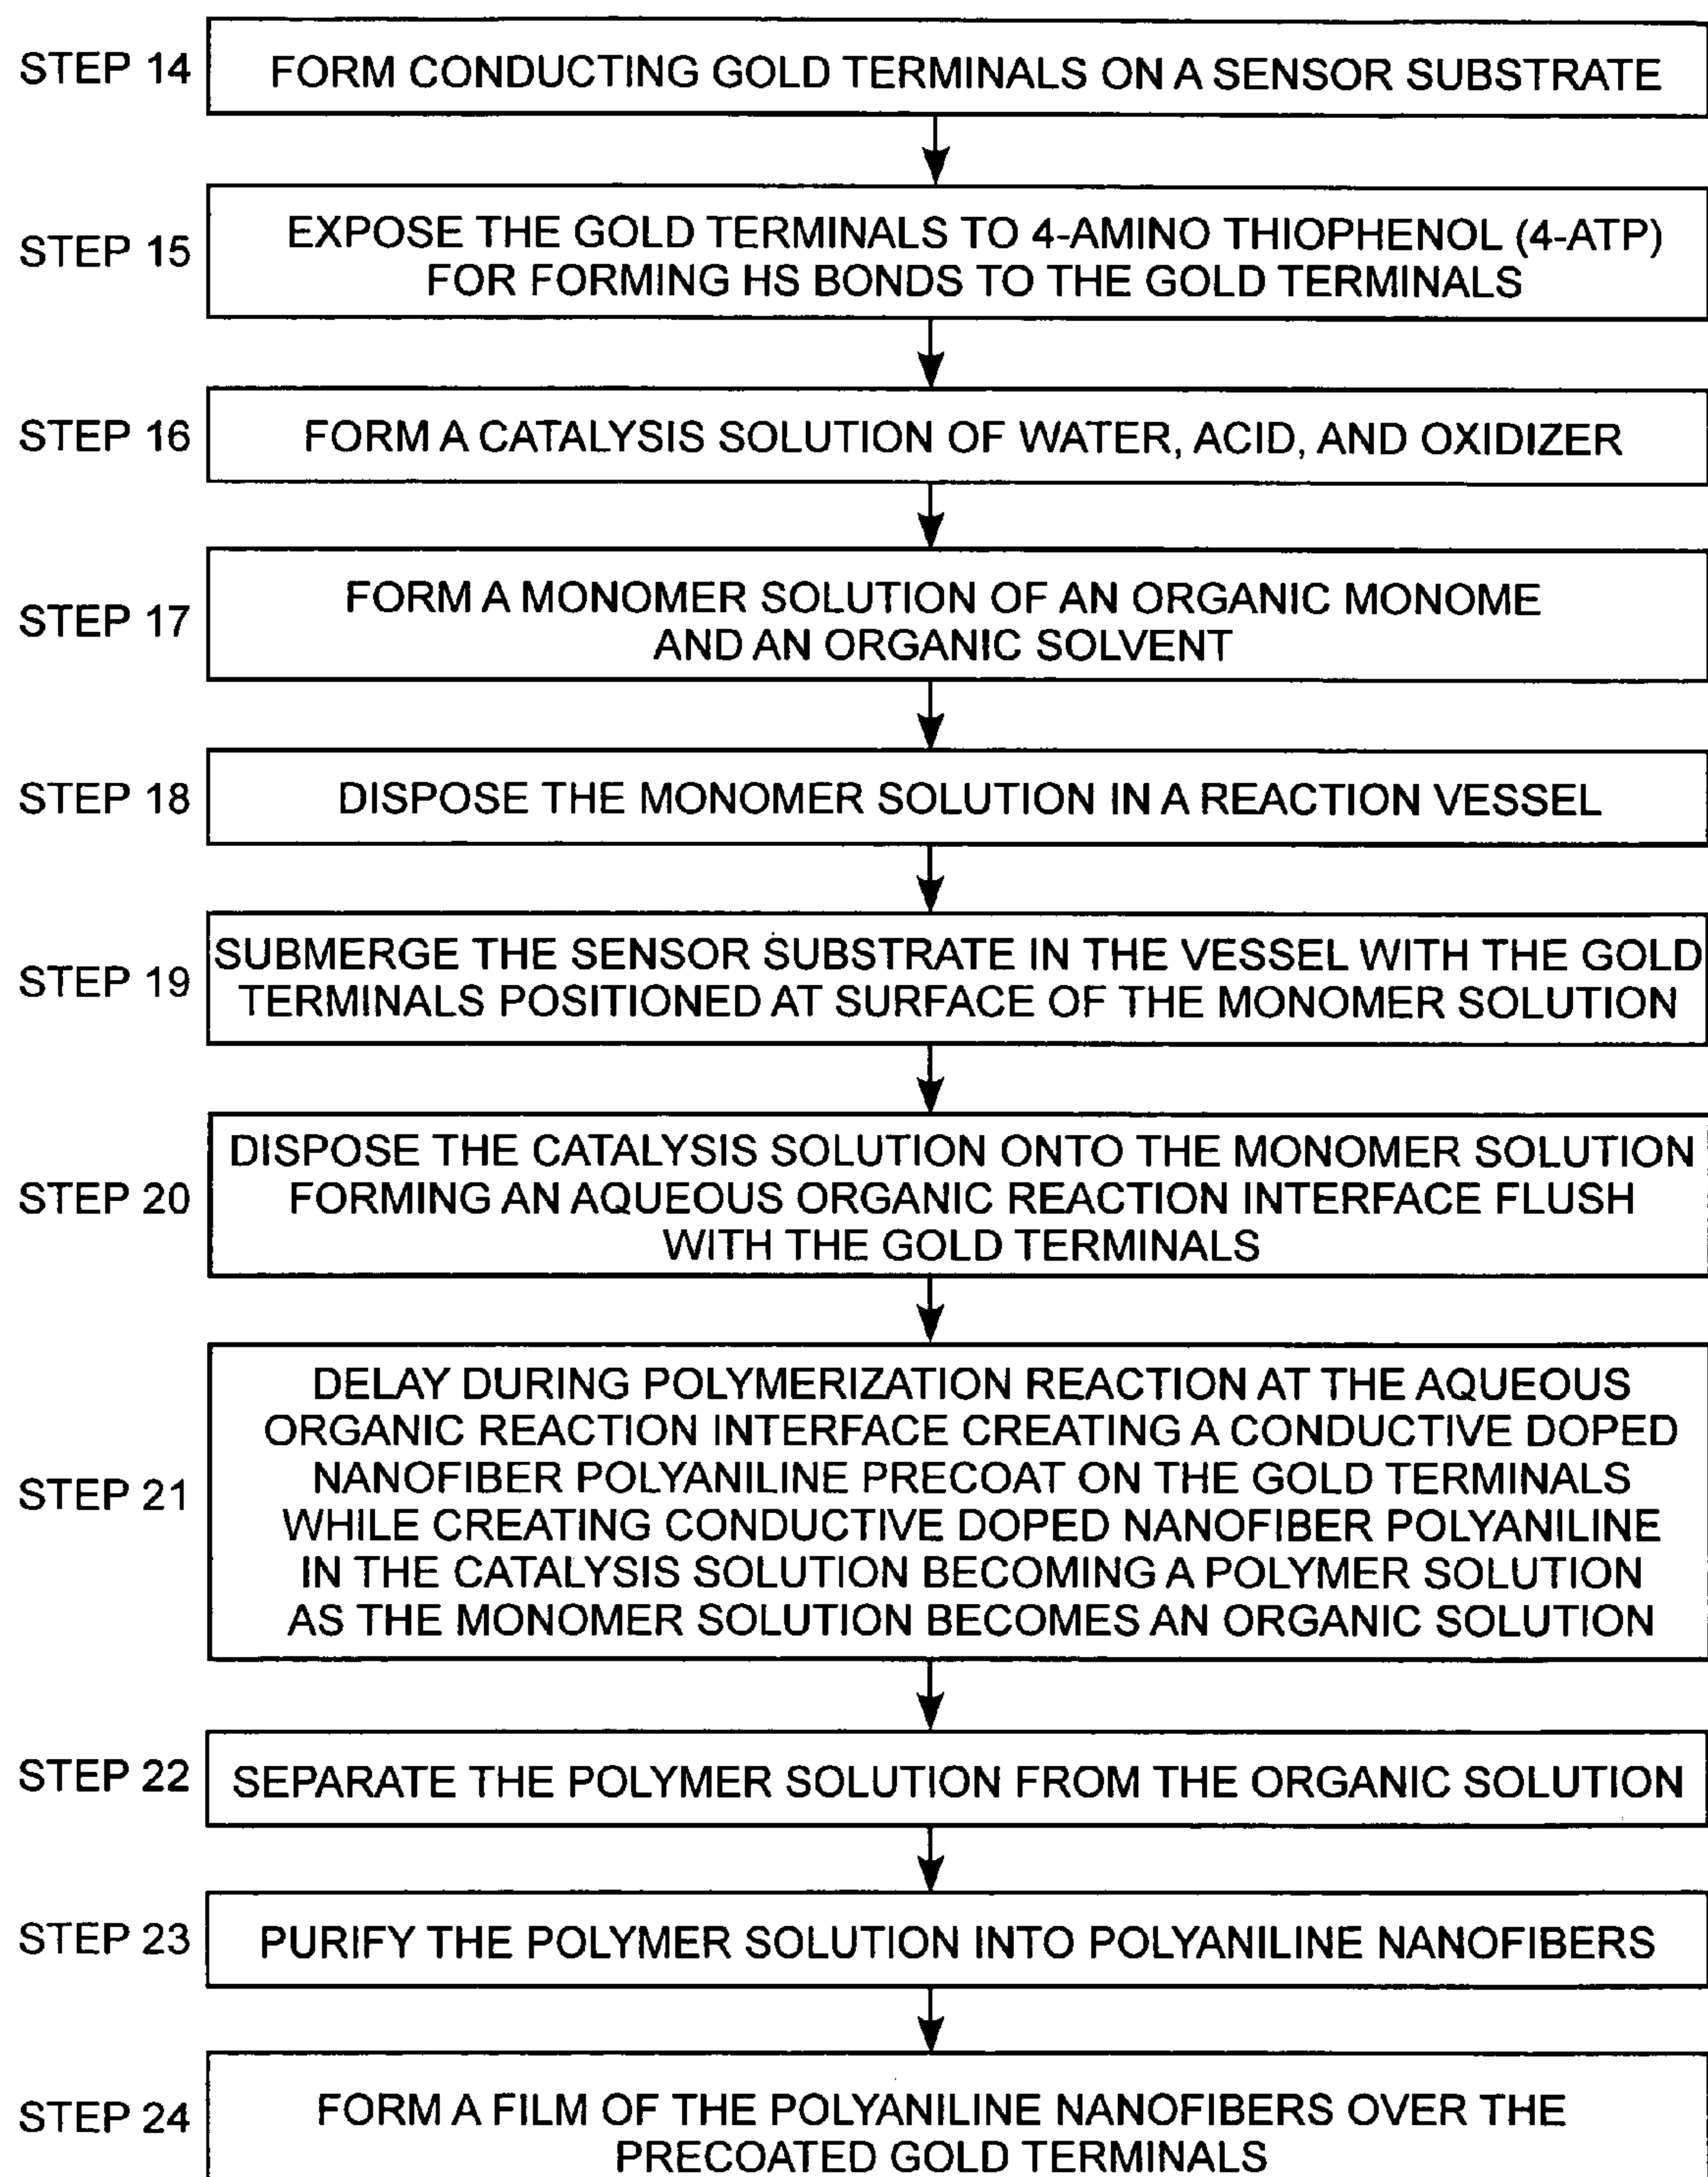 STEP 14
FORM CONDUCTING GOLD TERMINALS ON A SENSOR SUBSTRATE
STEP 15
EXPOSE THE GOLD TERMINALS TO 4-AMINO THIOPHENOL (4-ATP)
FOR FORMING HS BONDS TO THE GOLD TERMINALS
STEP 16
FORM A CATALYSIS SOLUTION OF WATER, ACID, AND OXIDIZER
STEP 17
FORM A MONOMER SOLUTION OF AN ORGANIC MONOME
AND AN ORGANIC SOLVENT
STEP 18
DISPOSE THE MONOMER SOLUTION IN A REACTION VESSEL
STEP 19
SUBMERGE THE SENSOR SUBSTRATE IN THE VESSEL WITH THE GOLD
TERMINALS POSITIONED AT SURFACE OF THE MONOMER SOLUTION
STEP 20
DISPOSE THE CATALYSIS SOLUTION ONTO THE MONOMER SOLUTION
FORMING AN AQUEOUS ORGANIC REACTION INTERFACE FLUSH
WITH THE GOLD TERMINALS
STEP 21
DELAY DURING POLYMERIZATION REACTION AT THE AQUEOUS
ORGANIC REACTION INTERFACE CREATING A CONDUCTIVE DOPED
NANOFIBER POLYANILINE PRECOAT ON THE GOLD TERMINALS
WHILE CREATING CONDUCTIVE DOPED NANOFIBER POLYANILINE
IN THE CATALYSIS SOLUTION BECOMING A POLYMER SOLUTION
AS THE MONOMER SOLUTION BECOMES AN ORGANIC SOLUTION
STEP 22
SEPARATE THE POLYMER SOLUTION FROM THE ORGANIC SOLUTION
STEP 23
PURIFY THE POLYMER SOLUTION INTO POLYANILINE NANOFIBERS
STEP 24
FORM A FILM OF THE POLYANILINE NANOFIBERS OVER THE
PRECOATED GOLD TERMINALS